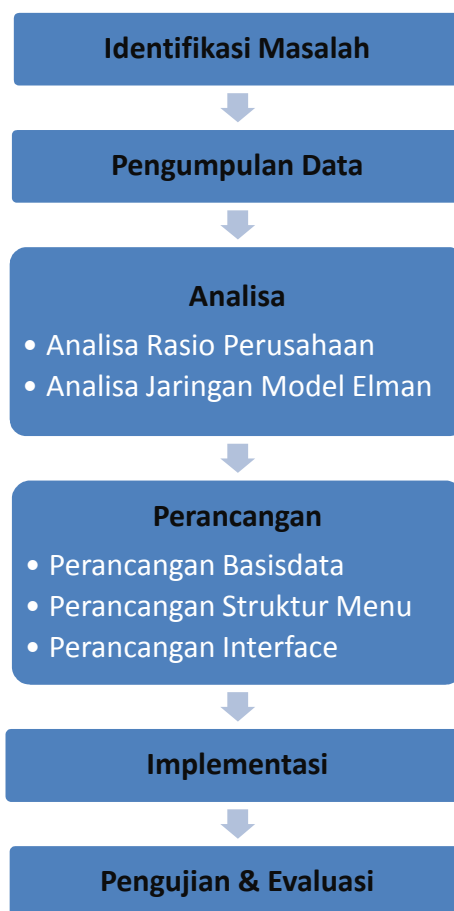 Identifikasi Masalah
Pengumpulan Data
Analisa
• Analisa Rasio Perusahaan
• Analisa Jaringan Model Elman
Perancangan
• Perancangan Basisdata
• Perancangan Struktur Menu
• Perancangan Interface
Implementasi
Pengujian & Evaluasi